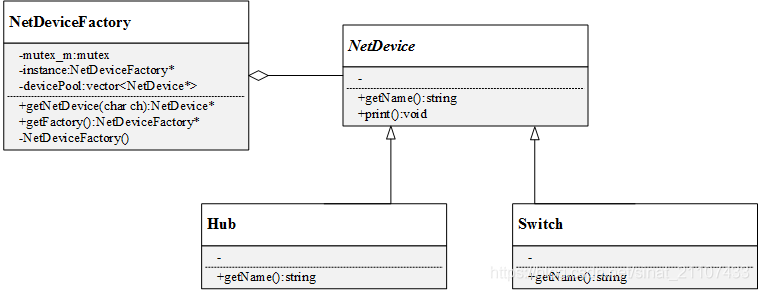 NetDeviceFactory
-mutex_m:mutex
-instance:NetDeviceFactory*
-devicePool:vector<NetDevice*>
+getNetDevice(char ch):NetDevice*
+getFactory():NetDeviceFactory*
-NetDeviceFactory()
NetDevice
-
+getName():string
+print():void
Hub
-
+getName():string
Switch
-
+getName():string